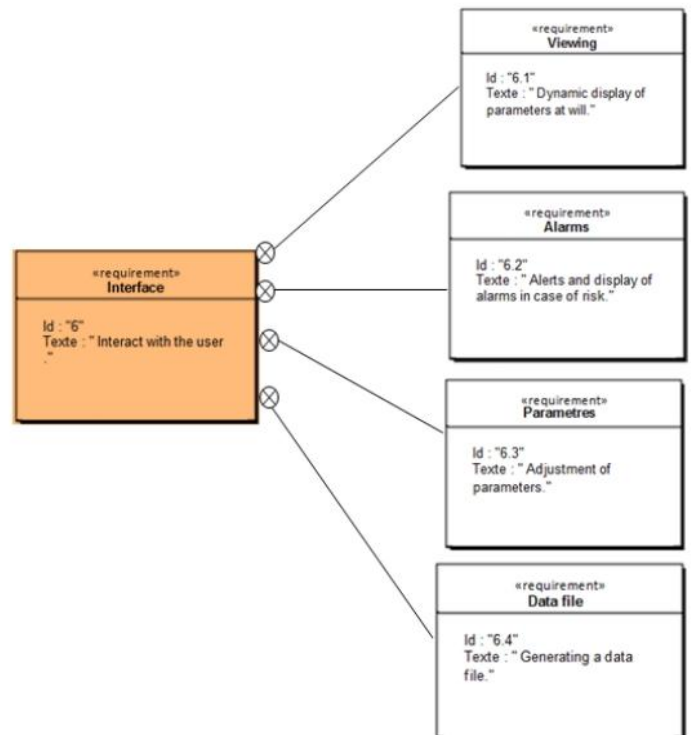 «requirement»
Interface
Id : "6"
Texte : " Interact with the user
."
«requirement»
Viewing
Id : "6.1"
Texte : " Dynamic display of
parameters at will."
«requirement»
Alarms
Id : "6.2"
Texte : " Alerts and display of
alarms in case of risk."
«requirement»
Parametres
Id : "6.3"
Texte : " Adjustment of
parameters."
«requirement»
Data file
Id : "6.4"
Texte : " Generating a data
file."